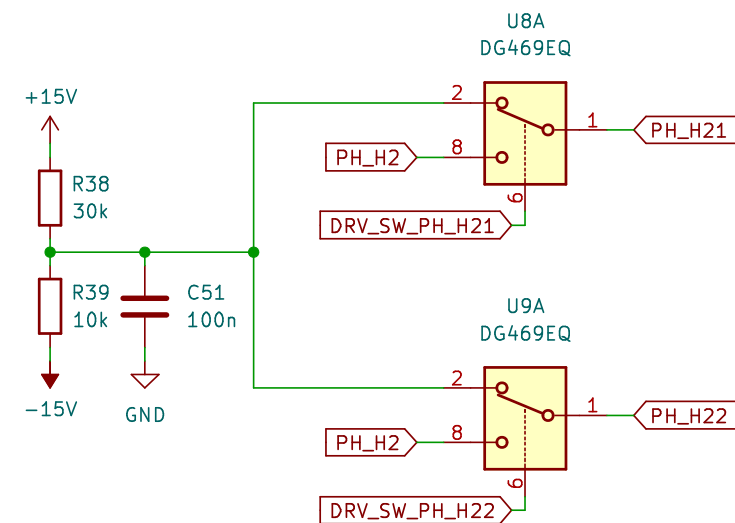 U8A
DG469EQ
+15V
2
1
PH_H21
PH_H2
8
R38
30k
6
DRV_SW_PH_H21
R39
10k
C51
100n
U9A
DG469EQ
-15V
GND
2
1
PH_H22
PH_H2
8
6
DRV_SW_PH_H22